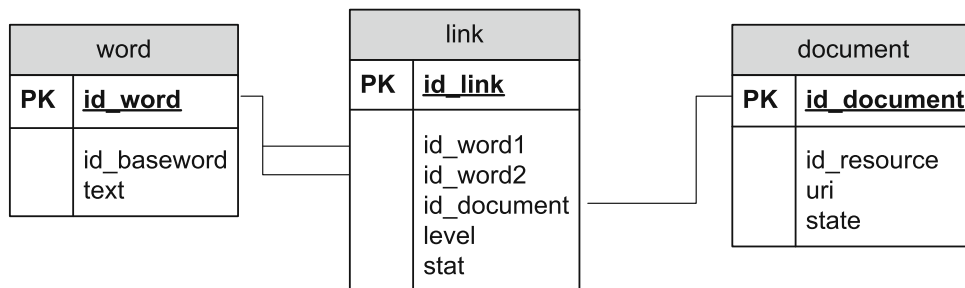 word
PK id_word
id_baseword
text
link
PK id_link
id_word1
id_word2
id_document
level
stat
document
PK id_document
id_resource
uri
state